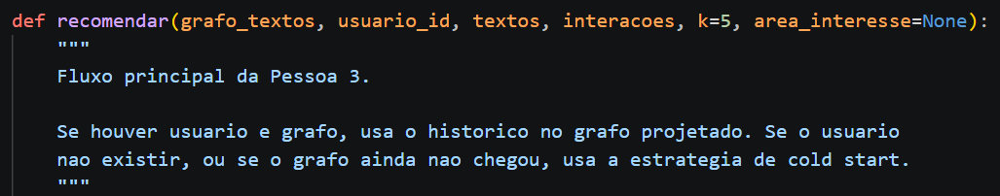 def recomendar(grafo_textos, usuario_id, textos, interacoes, k=5, area_interesse=None):
"""
Fluxo principal da Pessoa 3.
Se houver usuario e grafo, usa o historico no grafo projetado. Se o usuario
nao existir, ou se o grafo ainda nao chegou, usa a estrategia de cold start.
"""